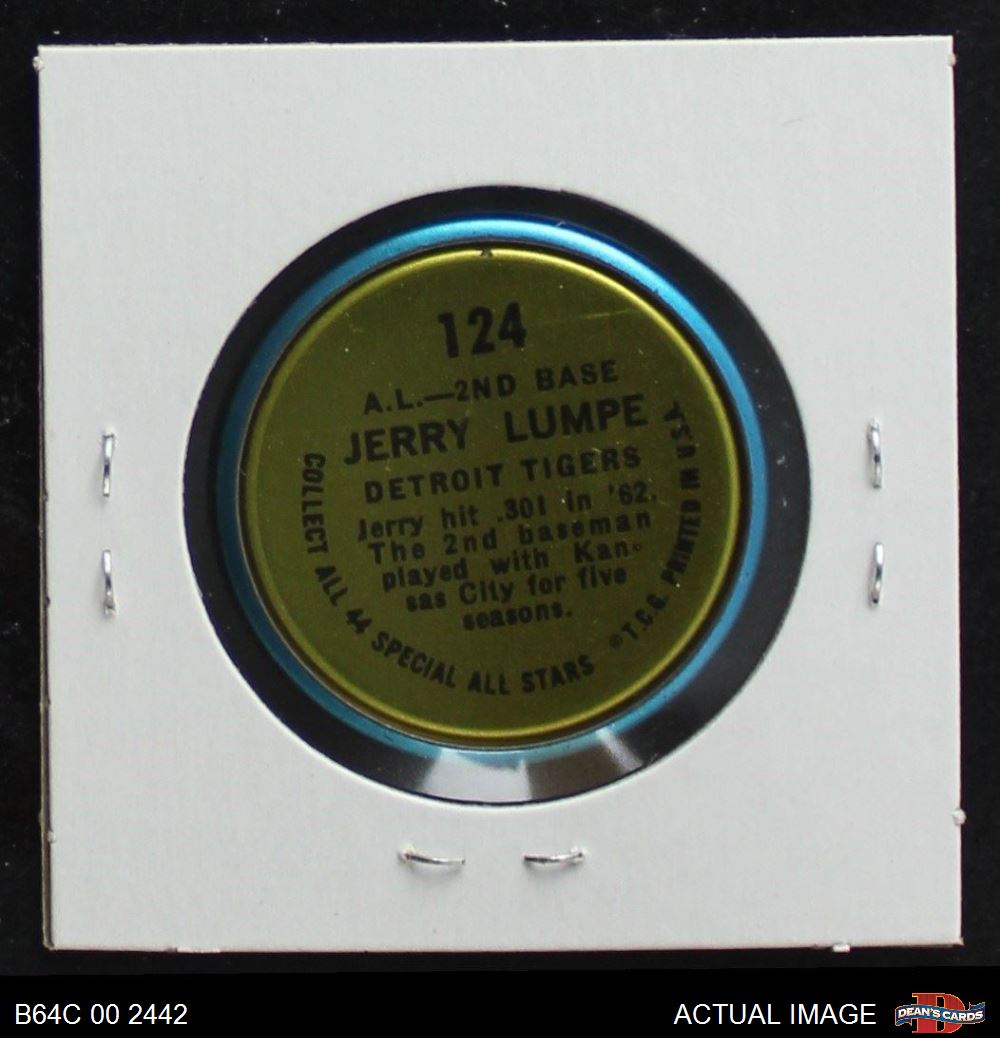 124
A.L.—2ND BASE
JERRY LUMPE
DETROIT TIGERS
Jerry hit .301 in '62.
The 2nd baseman
played with Kan-
sas City for five
seasons.
COLLECT ALL 44 SPECIAL ALL STARS
©T.C.G. PRINTED IN U.S.A.
B64C 00 2442
ACTUAL IMAGE
DEAN'S CARDS